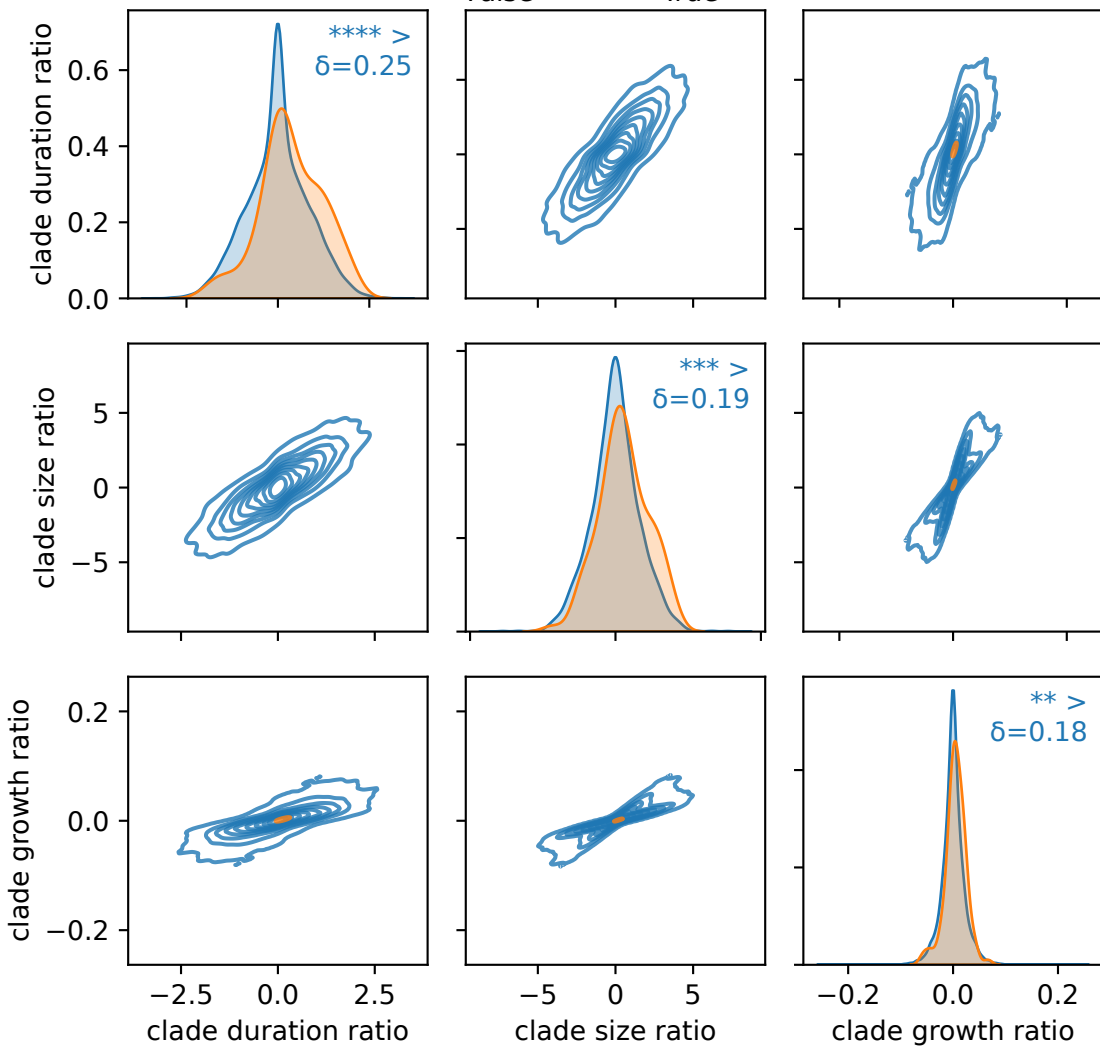 clade duration ratio
0.6
0.4
0.2
0.0
**** >
δ=0.25
clade size ratio
5
0
−5
*** >
δ=0.19
clade growth ratio
0.2
0.0
−0.2
** >
δ=0.18
−2.5 0.0 2.5
−5 0 5
−0.2 0.0 0.2
clade duration ratio
clade size ratio
clade growth ratio